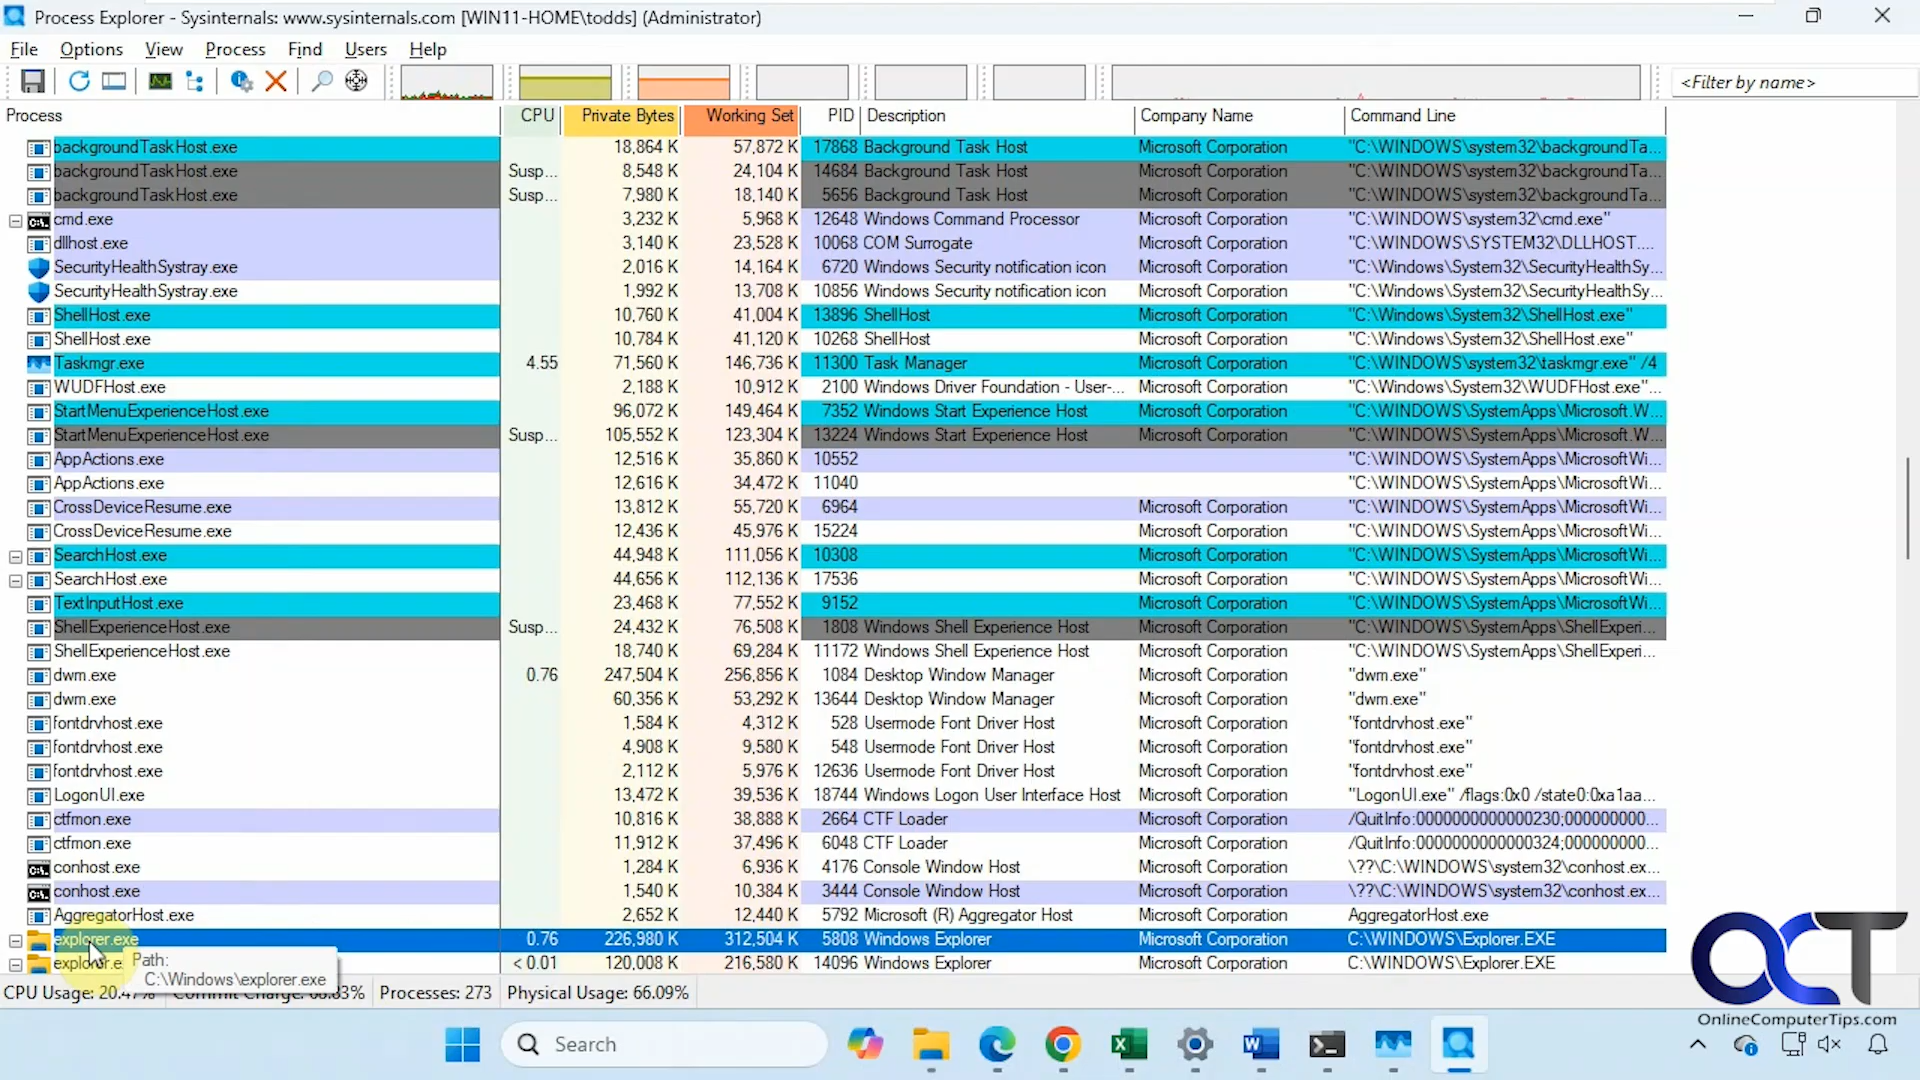 Process Explorer - Sysinternals: www.sysinternals.com [WIN11-HOME\todds] (Administrator)
File Options View Process Find Users Help
<Filter by name>
Process CPU Private Bytes Working Set PID Description Company Name Command Line
backgroundTaskHost.exe 18,864 K 57,872 K 17868 Background Task Host Microsoft Corporation "C:\WINDOWS\system32\backgroundTa...
backgroundTaskHost.exe Susp... 8,548 K 24,104 K 14684 Background Task Host Microsoft Corporation "C:\WINDOWS\system32\backgroundTa...
backgroundTaskHost.exe Susp... 7,980 K 18,140 K 5656 Background Task Host Microsoft Corporation "C:\WINDOWS\system32\backgroundTa...
cmd.exe 3,232 K 5,968 K 12648 Windows Command Processor Microsoft Corporation "C:\WINDOWS\system32\cmd.exe"
dllhost.exe 3,140 K 23,528 K 10068 COM Surrogate Microsoft Corporation "C:\WINDOWS\SYSTEM32\DLLHOST....
SecurityHealthSystray.exe 2,016 K 14,164 K 6720 Windows Security notification icon Microsoft Corporation "C:\Windows\System32\SecurityHealthSy...
SecurityHealthSystray.exe 1,992 K 13,708 K 10856 Windows Security notification icon Microsoft Corporation "C:\Windows\System32\SecurityHealthSy...
ShellHost.exe 10,760 K 41,004 K 13896 ShellHost Microsoft Corporation "C:\Windows\System32\ShellHost.exe"
ShellHost.exe 10,784 K 41,120 K 10268 ShellHost Microsoft Corporation "C:\Windows\System32\ShellHost.exe"
Taskmgr.exe 4.55 71,560 K 146,736 K 11300 Task Manager Microsoft Corporation "C:\WINDOWS\system32\taskmgr.exe" /4
WUDFHost.exe 2,188 K 10,912 K 2100 Windows Driver Foundation - User-... Microsoft Corporation "C:\Windows\System32\WUDFHost.exe"...
StartMenuExperienceHost.exe 96,072 K 149,464 K 7352 Windows Start Experience Host Microsoft Corporation "C:\WINDOWS\SystemApps\Microsoft.W...
StartMenuExperienceHost.exe Susp... 105,552 K 123,304 K 13224 Windows Start Experience Host Microsoft Corporation "C:\WINDOWS\SystemApps\Microsoft.W...
AppActions.exe 12,516 K 35,860 K 10552 "C:\WINDOWS\SystemApps\MicrosoftWi...
AppActions.exe 12,616 K 34,472 K 11040 "C:\WINDOWS\SystemApps\MicrosoftWi...
CrossDeviceResume.exe 13,812 K 55,720 K 6964 Microsoft Corporation "C:\WINDOWS\SystemApps\MicrosoftWi...
CrossDeviceResume.exe 12,436 K 45,976 K 15224 Microsoft Corporation "C:\WINDOWS\SystemApps\MicrosoftWi...
SearchHost.exe 44,948 K 111,056 K 10308 Microsoft Corporation "C:\WINDOWS\SystemApps\MicrosoftWi...
SearchHost.exe 44,656 K 112,136 K 17536 Microsoft Corporation "C:\WINDOWS\SystemApps\MicrosoftWi...
TextInputHost.exe 23,468 K 77,552 K 9152 Microsoft Corporation "C:\WINDOWS\SystemApps\MicrosoftWi...
ShellExperienceHost.exe Susp... 24,432 K 76,508 K 1808 Windows Shell Experience Host Microsoft Corporation "C:\WINDOWS\SystemApps\ShellExperi...
ShellExperienceHost.exe 18,740 K 69,284 K 11172 Windows Shell Experience Host Microsoft Corporation "C:\WINDOWS\SystemApps\ShellExperi...
dwm.exe 0.76 247,504 K 256,856 K 1084 Desktop Window Manager Microsoft Corporation "dwm.exe"
dwm.exe 60,356 K 53,292 K 13644 Desktop Window Manager Microsoft Corporation "dwm.exe"
fontdrvhost.exe 1,584 K 4,312 K 528 Usermode Font Driver Host Microsoft Corporation "fontdrvhost.exe"
fontdrvhost.exe 4,908 K 9,580 K 548 Usermode Font Driver Host Microsoft Corporation "fontdrvhost.exe"
fontdrvhost.exe 2,112 K 5,976 K 12636 Usermode Font Driver Host Microsoft Corporation "fontdrvhost.exe"
LogonUI.exe 13,472 K 39,536 K 18744 Windows Logon User Interface Host Microsoft Corporation "LogonUI.exe" /flags:0x0 /state0:0xa1aa...
ctfmon.exe 10,816 K 38,888 K 2664 CTF Loader Microsoft Corporation /QuitInfo:0000000000000230;000000000...
ctfmon.exe 11,912 K 37,496 K 6048 CTF Loader Microsoft Corporation /QuitInfo:0000000000000324;000000000...
conhost.exe 1,284 K 6,936 K 4176 Console Window Host Microsoft Corporation \??\C:\WINDOWS\system32\conhost.ex...
conhost.exe 1,540 K 10,384 K 3444 Console Window Host Microsoft Corporation \??\C:\WINDOWS\system32\conhost.ex...
AggregatorHost.exe 2,652 K 12,440 K 5792 Microsoft (R) Aggregator Host Microsoft Corporation AggregatorHost.exe
explorer.exe 0.76 226,980 K 312,504 K 5808 Windows Explorer Microsoft Corporation C:\WINDOWS\Explorer.EXE
explorer.e < 0.01 120,008 K 216,580 K 14096 Windows Explorer Microsoft Corporation C:\WINDOWS\Explorer.EXE
Path:
C:\Windows\explorer.exe
CPU Usage: 20.47% Commit Charge: Processes: 273 Physical Usage: 66.09%
OCT
OnlineComputerTips.com
Search